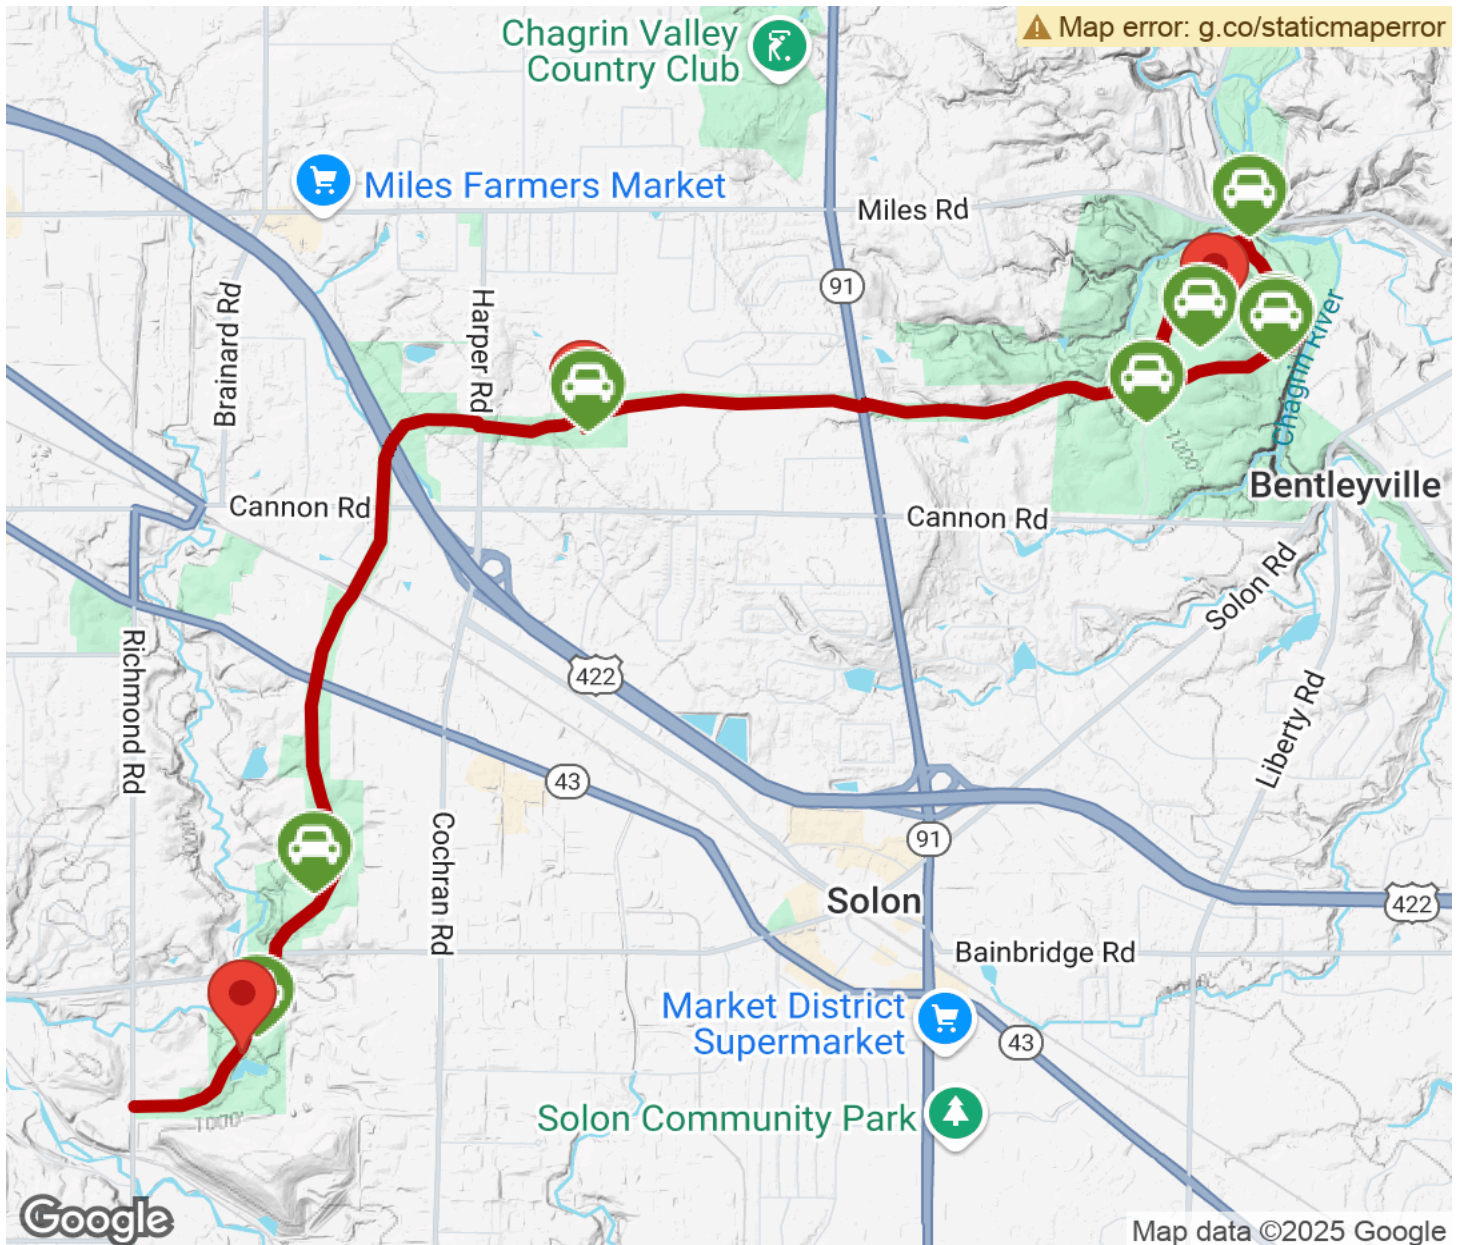 Chagrin Valley
Country Club
Map error: g.co/staticmaperror
Miles Farmers Market
Miles Rd
91
Brainard Rd
Harper Rd
Chagrin River
1000'
Bentleyville
Cannon Rd
Cannon Rd
Solon Rd
Richmond Rd
422
Liberty Rd
43
Cochran Rd
91
Solon
422
Bainbridge Rd
Market District
Supermarket
43
Solon Community Park
1000'
Google
Map data ©2025 Google